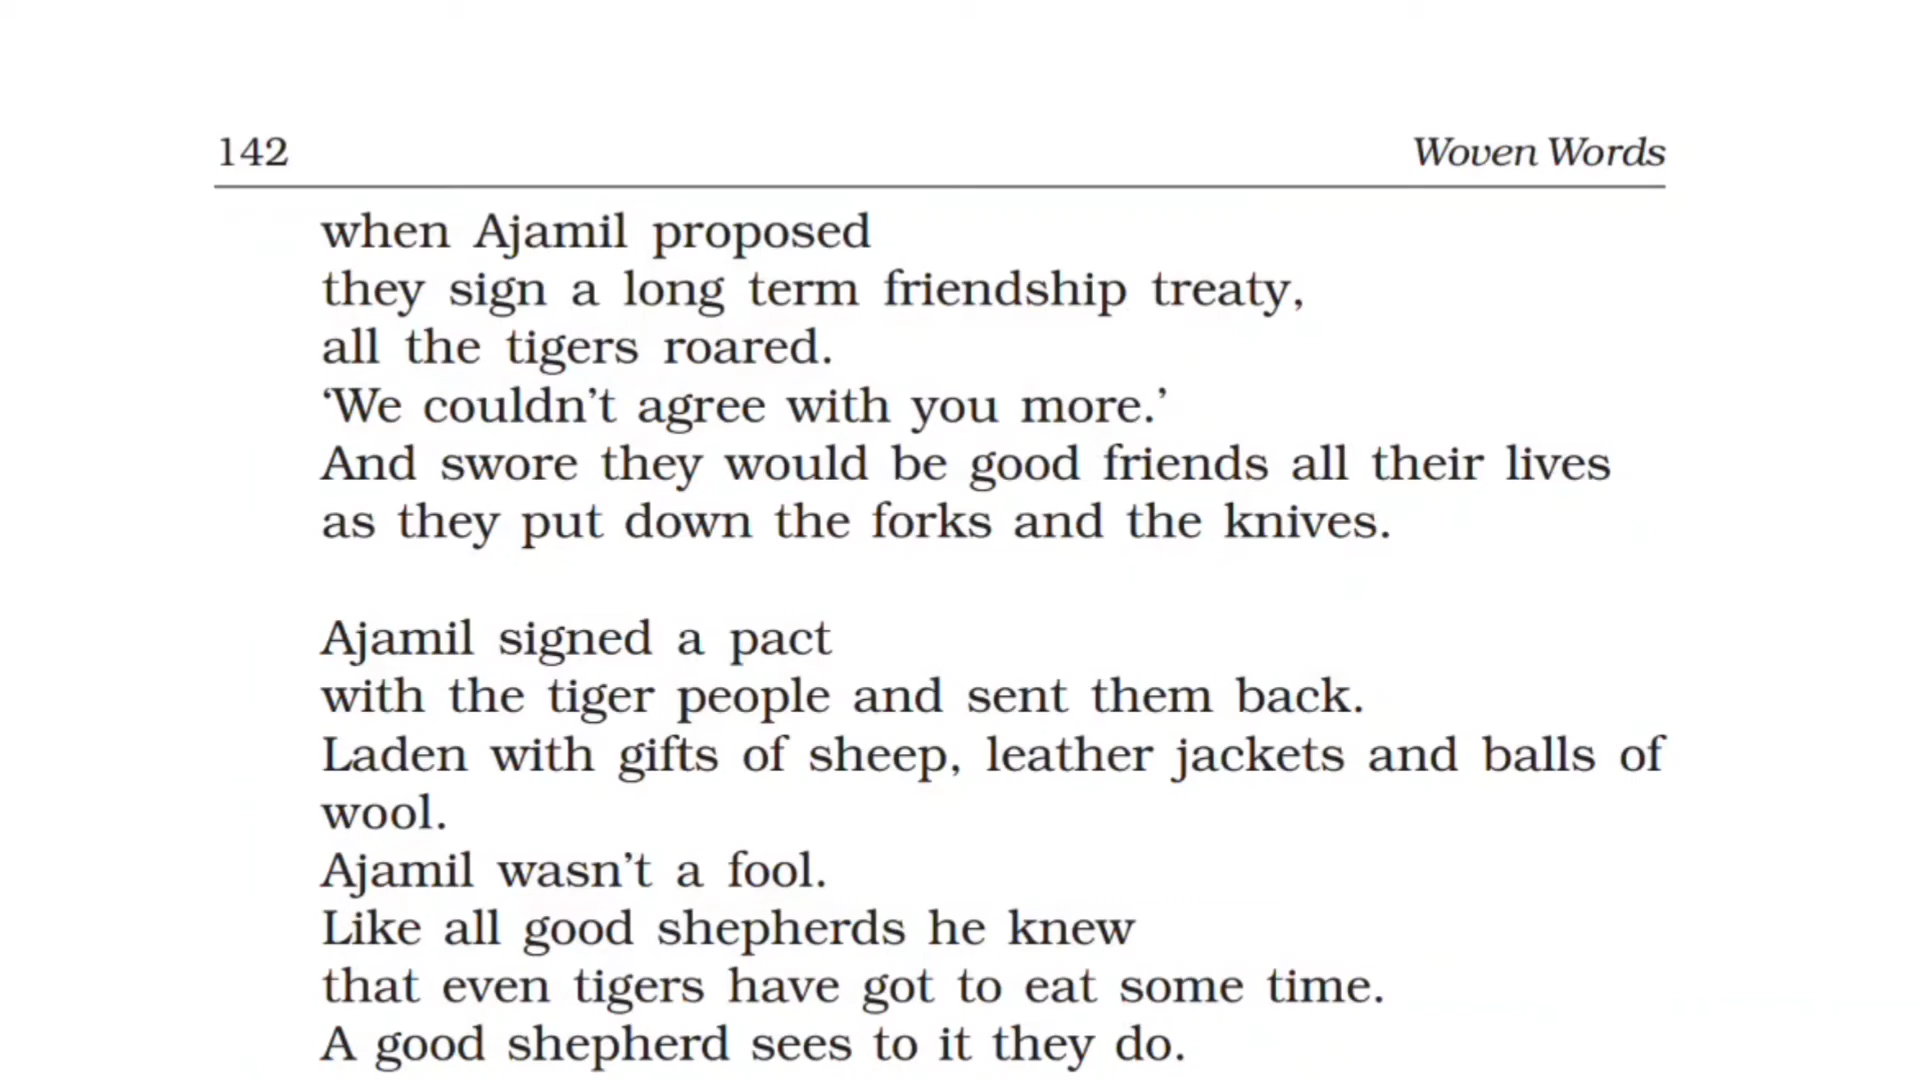 142 Woven Words
when Ajamil proposed
they sign a long term friendship treaty,
all the tigers roared.
‘We couldn’t agree with you more.’
And swore they would be good friends all their lives
as they put down the forks and the knives.
Ajamil signed a pact
with the tiger people and sent them back.
Laden with gifts of sheep, leather jackets and balls of
wool.
Ajamil wasn’t a fool.
Like all good shepherds he knew
that even tigers have got to eat some time.
A good shepherd sees to it they do.